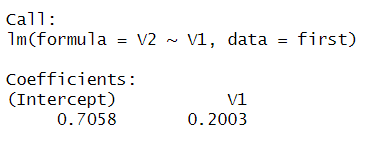 Call:
lm(formula = V2 ~ V1, data = first)
Coefficients:
(Intercept)           V1
     0.7058       0.2003